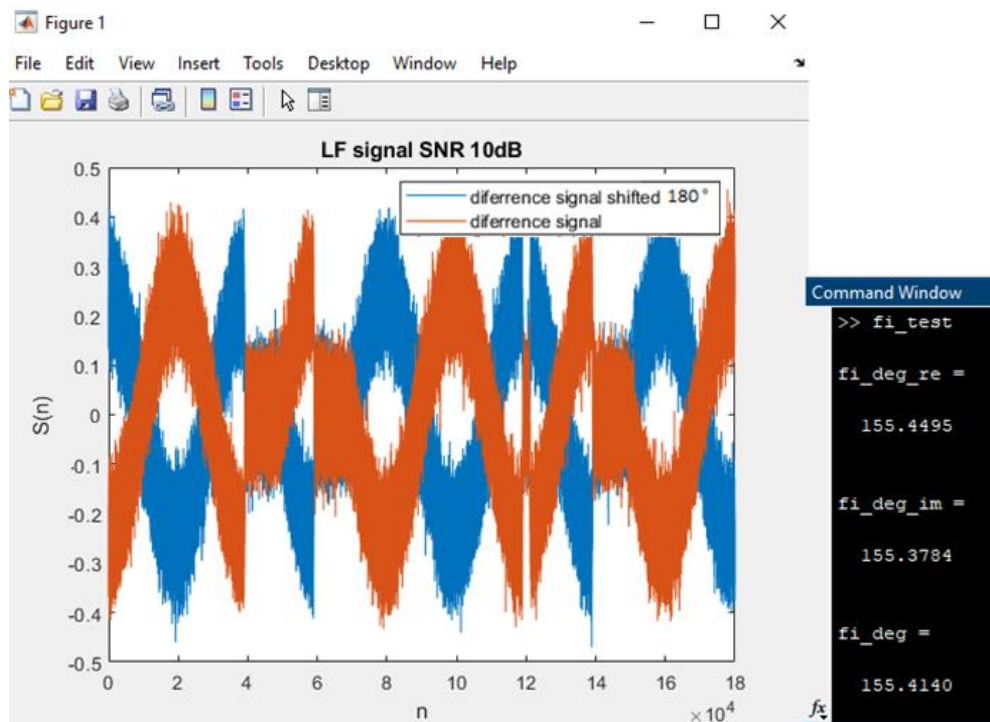 Figure 1
File Edit View Insert Tools Desktop Window Help
LF signal SNR 10dB
diferrence signal shifted 180°
diferrence signal
0.5
0.4
0.3
0.2
0.1
0
-0.1
-0.2
-0.3
-0.4
-0.5
S(n)
0 2 4 6 8 10 12 14 16 18
n
×10^4
Command Window
>> fi_test
fi_deg_re =
155.4495
fi_deg_im =
155.3784
fi_deg =
155.4140
fx